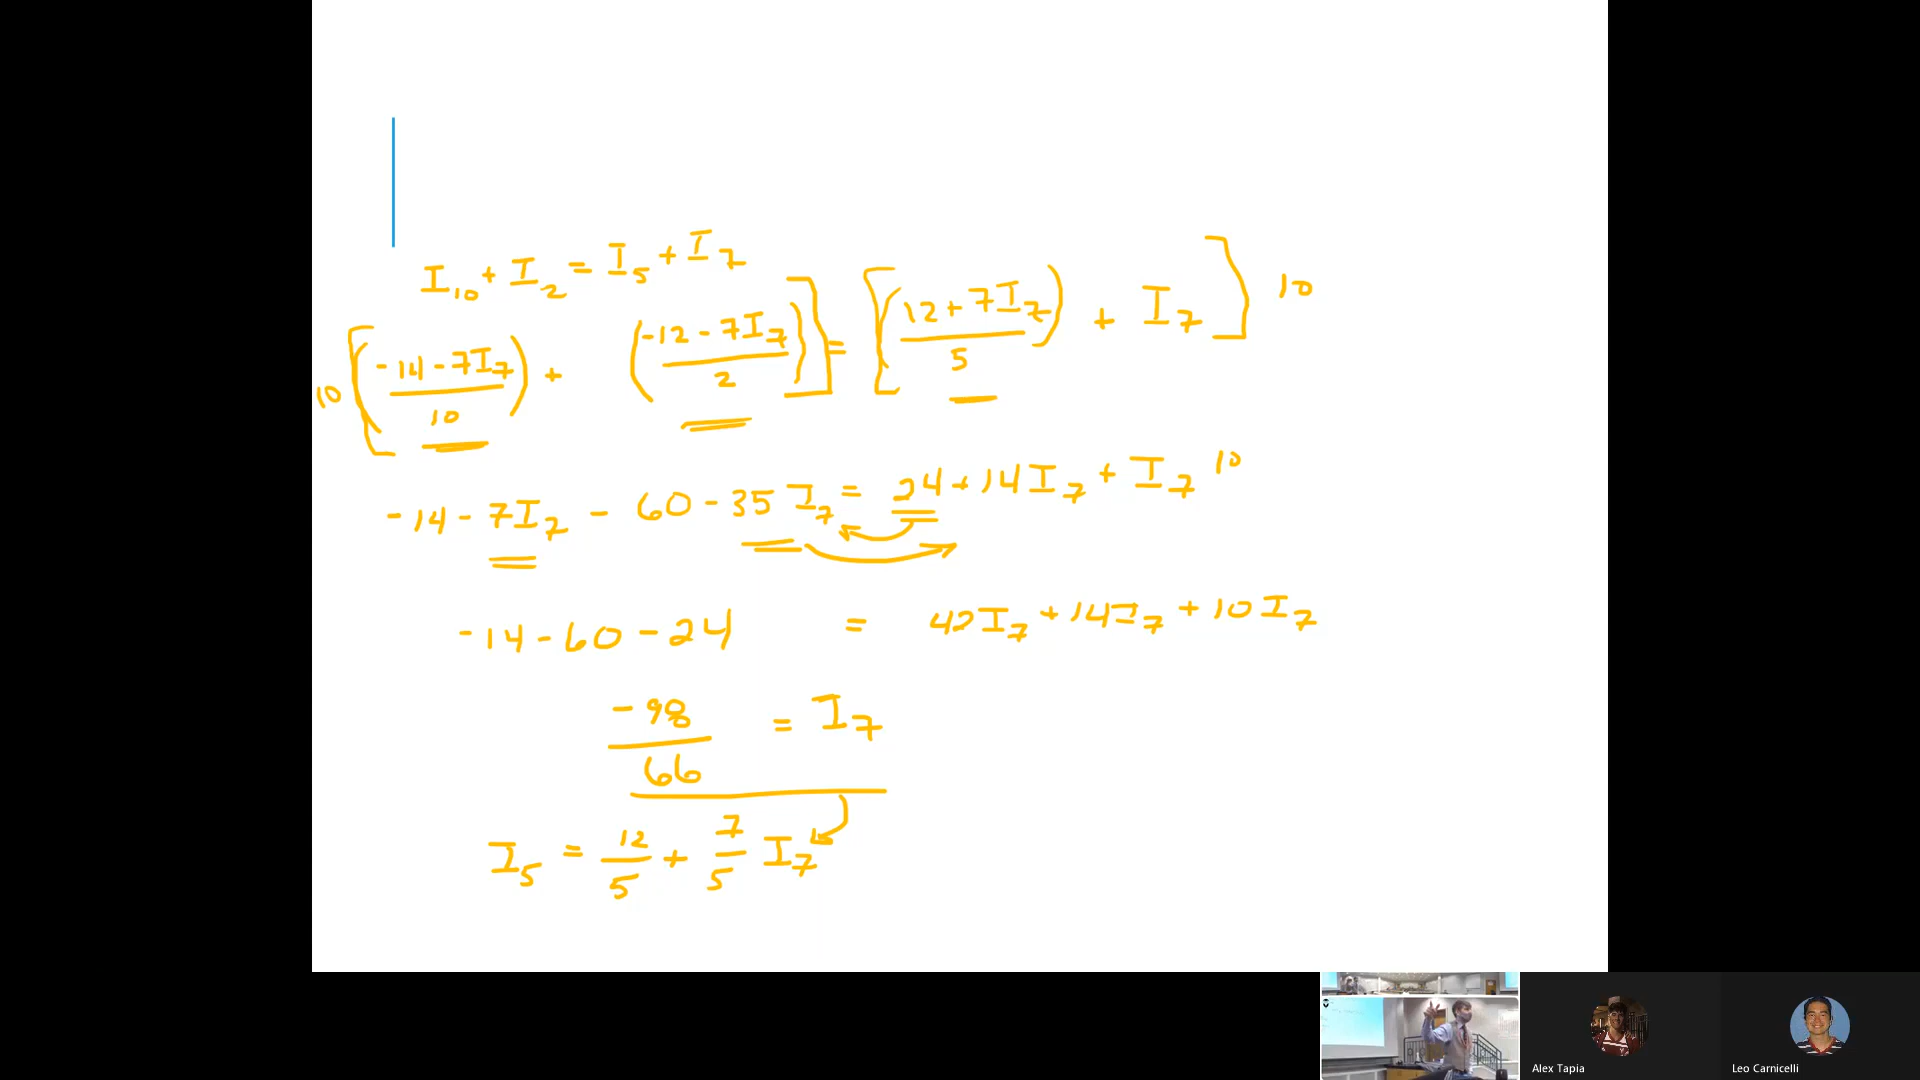 I₁₀ + I₂ = I₅ + I₇
10 [(-14 - 7I₇ / 10) + (-12 - 7I₇ / 2)] = [(12 + 7I₇ / 5) + I₇] 10
-14 - 7I₇ - 60 - 35 I₇ = 24 + 14 I₇ + I₇ 10
-14 - 60 - 24 = 42I₇ + 14I₇ + 10 I₇
-98 / 66 = I₇
I₅ = 12/5 + 7/5 I₇
Alex Tapia
Leo Carnicelli